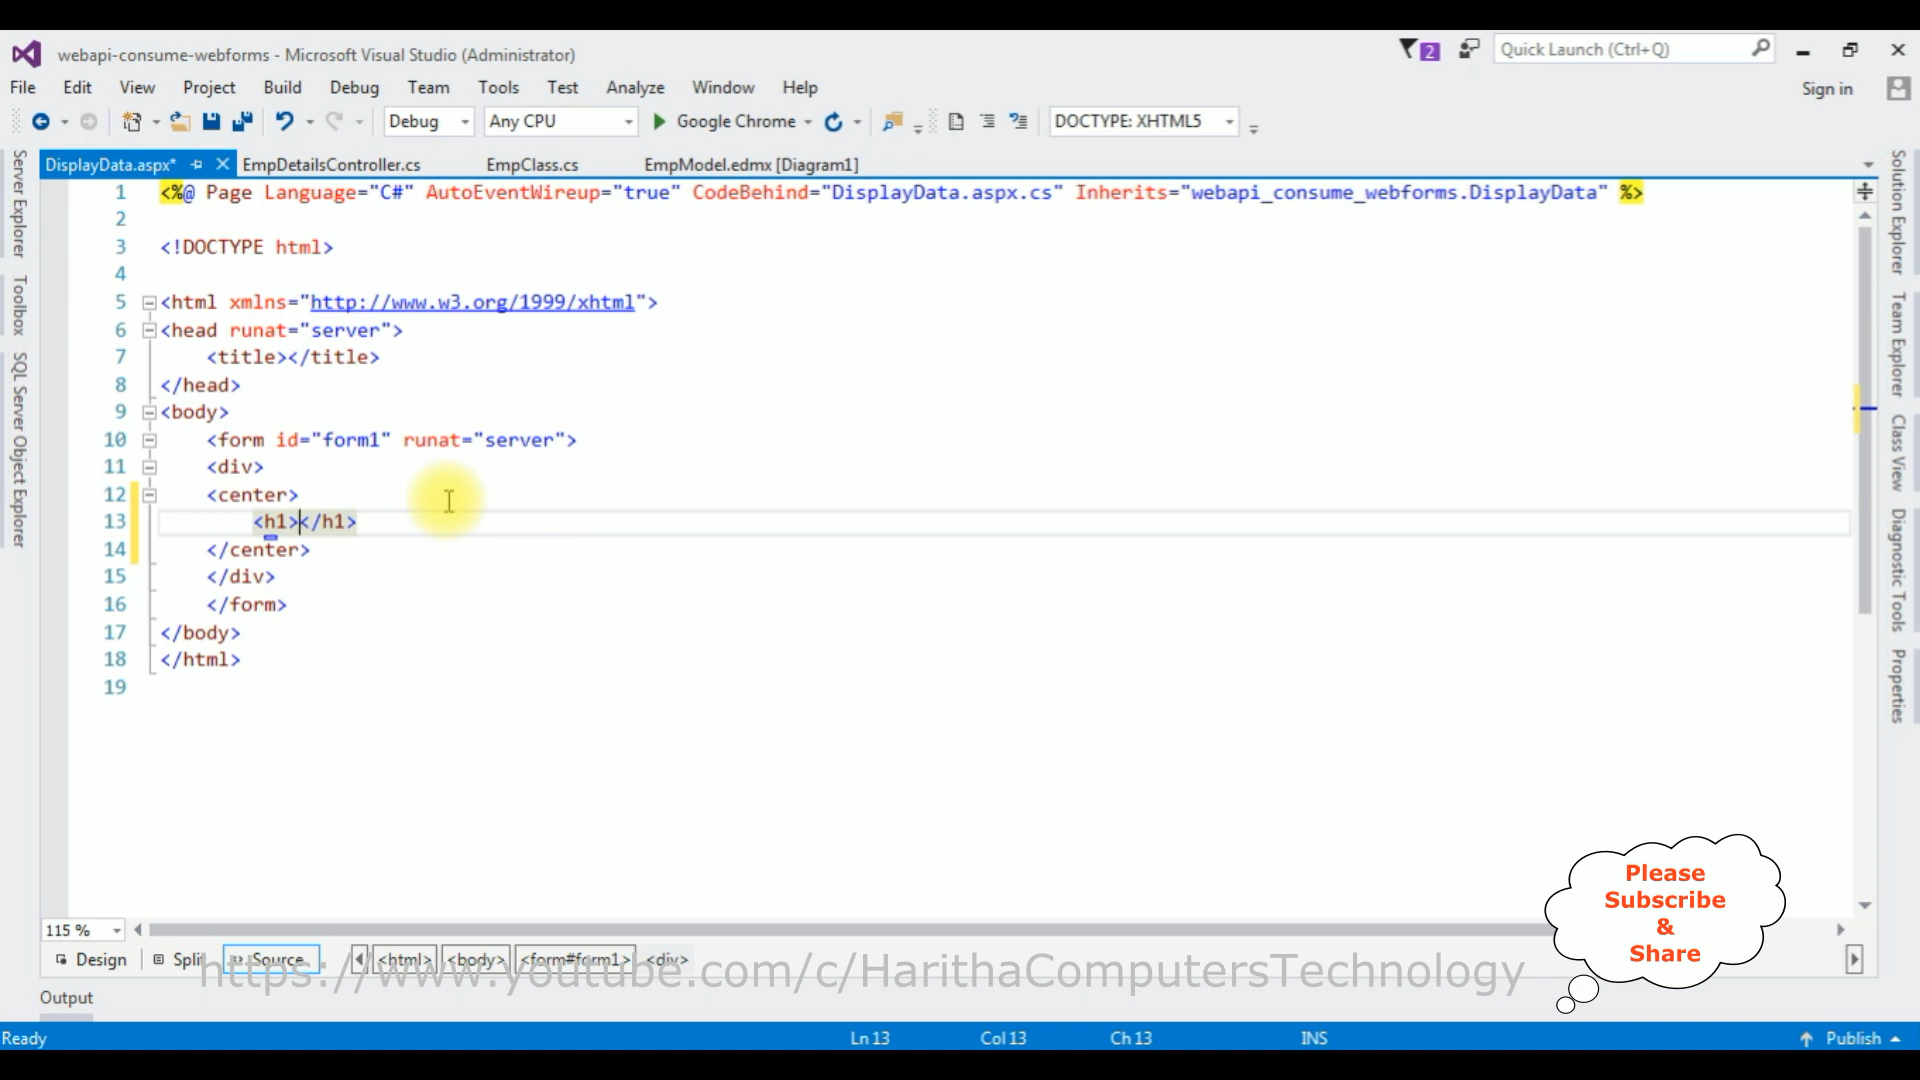 webapi-consume-webforms - Microsoft Visual Studio (Administrator)
2
Quick Launch (Ctrl+Q)
File Edit View Project Build Debug Team Tools Test Analyze Window Help
Sign in
Debug Any CPU Google Chrome DOCTYPE: XHTML5
DisplayData.aspx* EmpDetailsController.cs EmpClass.cs EmpModel.edmx [Diagram1]
Server Explorer
Toolbox
SQL Server Object Explorer
1 <%@ Page Language="C#" AutoEventWireup="true" CodeBehind="DisplayData.aspx.cs" Inherits="webapi_consume_webforms.DisplayData" %>
2
3 <!DOCTYPE html>
4
5 <html xmlns="http://www.w3.org/1999/xhtml">
6 <head runat="server">
7 <title></title>
8 </head>
9 <body>
10 <form id="form1" runat="server">
11 <div>
12 <center>
13 <h1></h1>
14 </center>
15 </div>
16 </form>
17 </body>
18 </html>
19
Solution Explorer
Team Explorer
Class View
Diagnostic Tools
Properties
Please
Subscribe
&
Share
115 %
Design Split Source <html> <body> <form#form1> <div>
https://www.youtube.com/c/HarithaComputersTechnology
Output
Ready Ln 13 Col 13 Ch 13 INS Publish